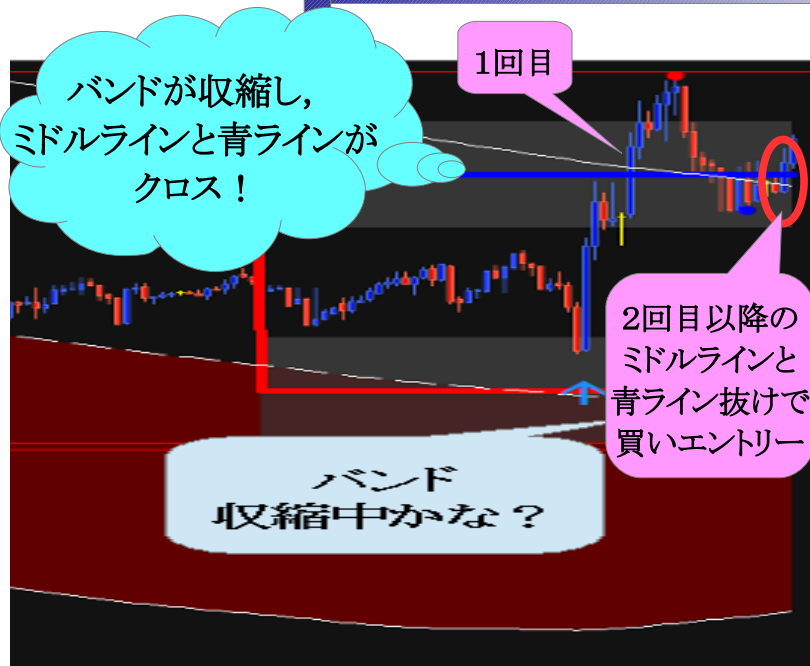 バンドが収縮し,
ミドルラインと青ラインが
クロス！
1回目
2回目以降の
ミドルラインと
青ライン抜けで
買いエントリー
バンド
収縮中かな？